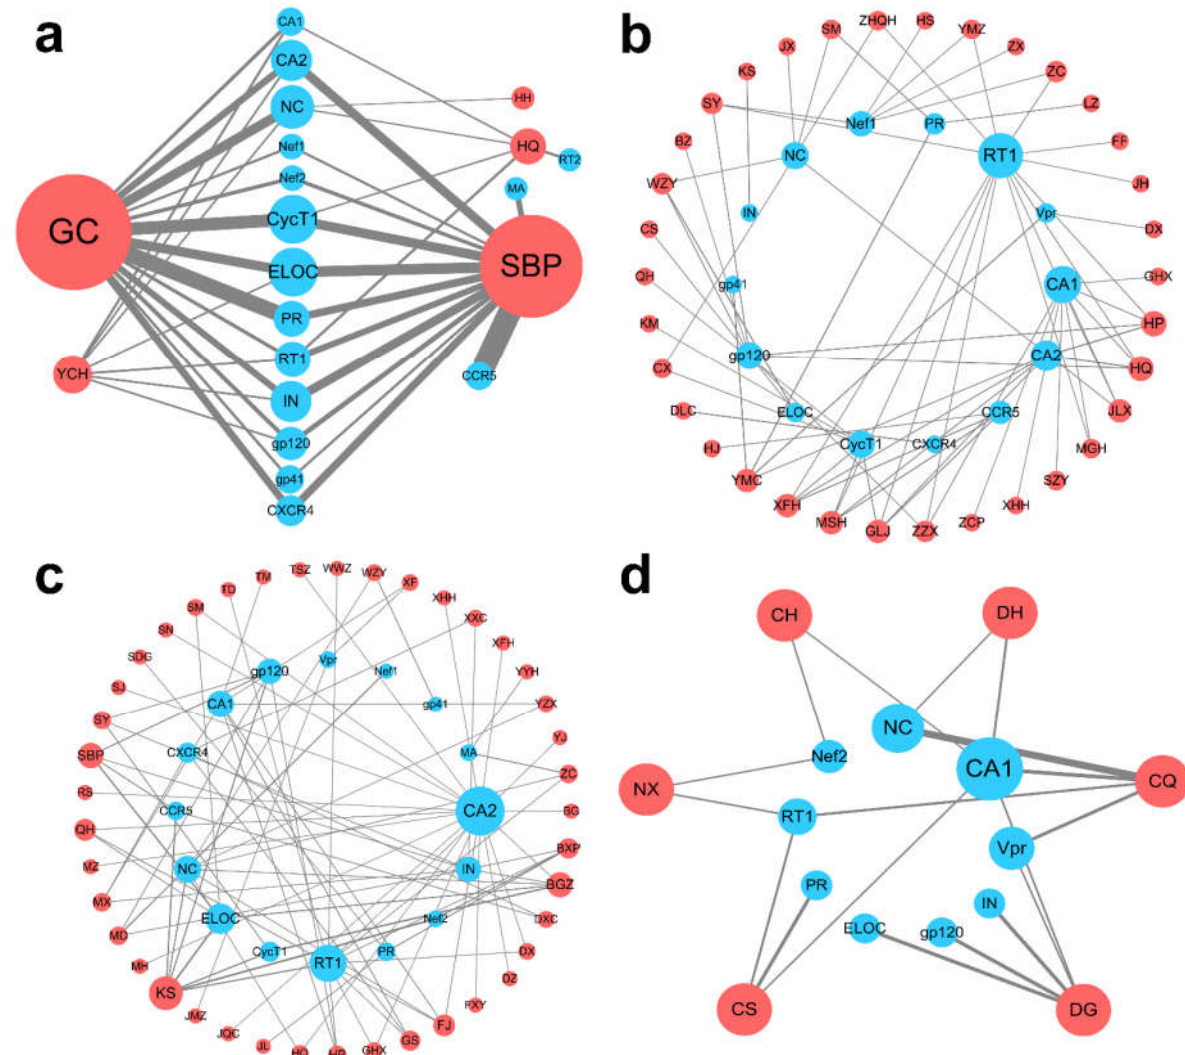 a
CA1
CA2
NC
HH
HQ
Nef1
RT2
Nef2
MA
GC
CycT1
SBP
ELOC
PR
YCH
RT1
CCR5
IN
gp120
gp41
CXCR4
b
ZHQH
HS
SM
YMZ
JX
ZX
KS
ZC
SY
LZ
Nef1
PR
BZ
FF
NC
RT1
WZY
JH
IN
Vpr
CS
DX
QH
gp41
CA1
GHX
KM
HP
gp120
CA2
CX
HQ
DLC
ELOC
CCR5
JLX
HJ
CycT1
CXCR4
MGH
YMC
SZY
XFH
XHH
MSH
GLJ
ZZX
ZCP
c
TSZ
WWZ
WZY
TM
XF
TD
XHH
SM
XXC
SN
XFH
SDG
gp120
Vpr
Nef1
YYH
SJ
CA1
gp41
YZX
SY
YJ
SBP
CXCR4
MA
ZC
RS
CCR5
CA2
BG
QH
BXP
MZ
NC
IN
BGZ
MX
ELOC
Nef2
DXC
MD
CycT1
RT1
PR
DX
MH
DZ
KS
FXY
JMZ
FJ
JQC
GS
JL
GHX
HQ
HP
d
CH
DH
NC
Nef2
CA1
NX
CQ
RT1
Vpr
PR
IN
ELOC
gp120
CS
DG